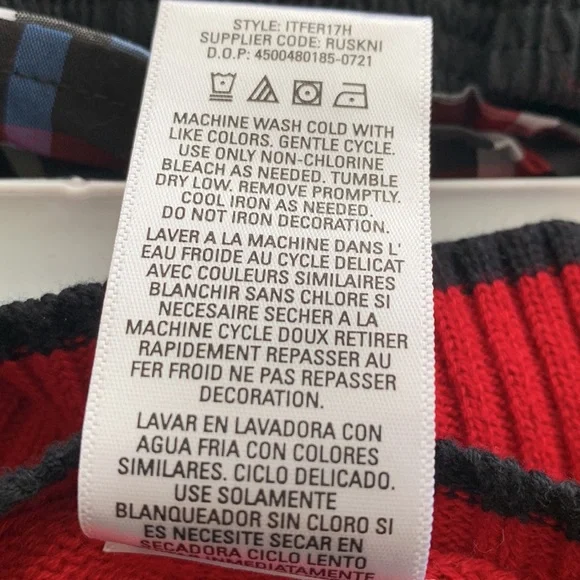 STYLE: ITFER17H
SUPPLIER CODE: RUSKNI
D.O.P: 4500480185-0721
MACHINE WASH COLD WITH
LIKE COLORS. GENTLE CYCLE.
USE ONLY NON-CHLORINE
BLEACH AS NEEDED. TUMBLE
DRY LOW. REMOVE PROMPTLY.
COOL IRON AS NEEDED.
DO NOT IRON DECORATION.
LAVER A LA MACHINE DANS L'
EAU FROIDE AU CYCLE DELICAT
AVEC COULEURS SIMILAIRES
BLANCHIR SANS CHLORE SI
NECESAIRE SECHER A LA
MACHINE CYCLE DOUX RETIRER
RAPIDEMENT REPASSER AU
FER FROID NE PAS REPASSER
DECORATION.
LAVAR EN LAVADORA CON
AGUA FRIA CON COLORES
SIMILARES. CICLO DELICADO.
USE SOLAMENTE
BLANQUEADOR SIN CLORO SI
ES NECESITE SECAR EN
SECADORA CICLO LENTO
INMEDIATAMENTE